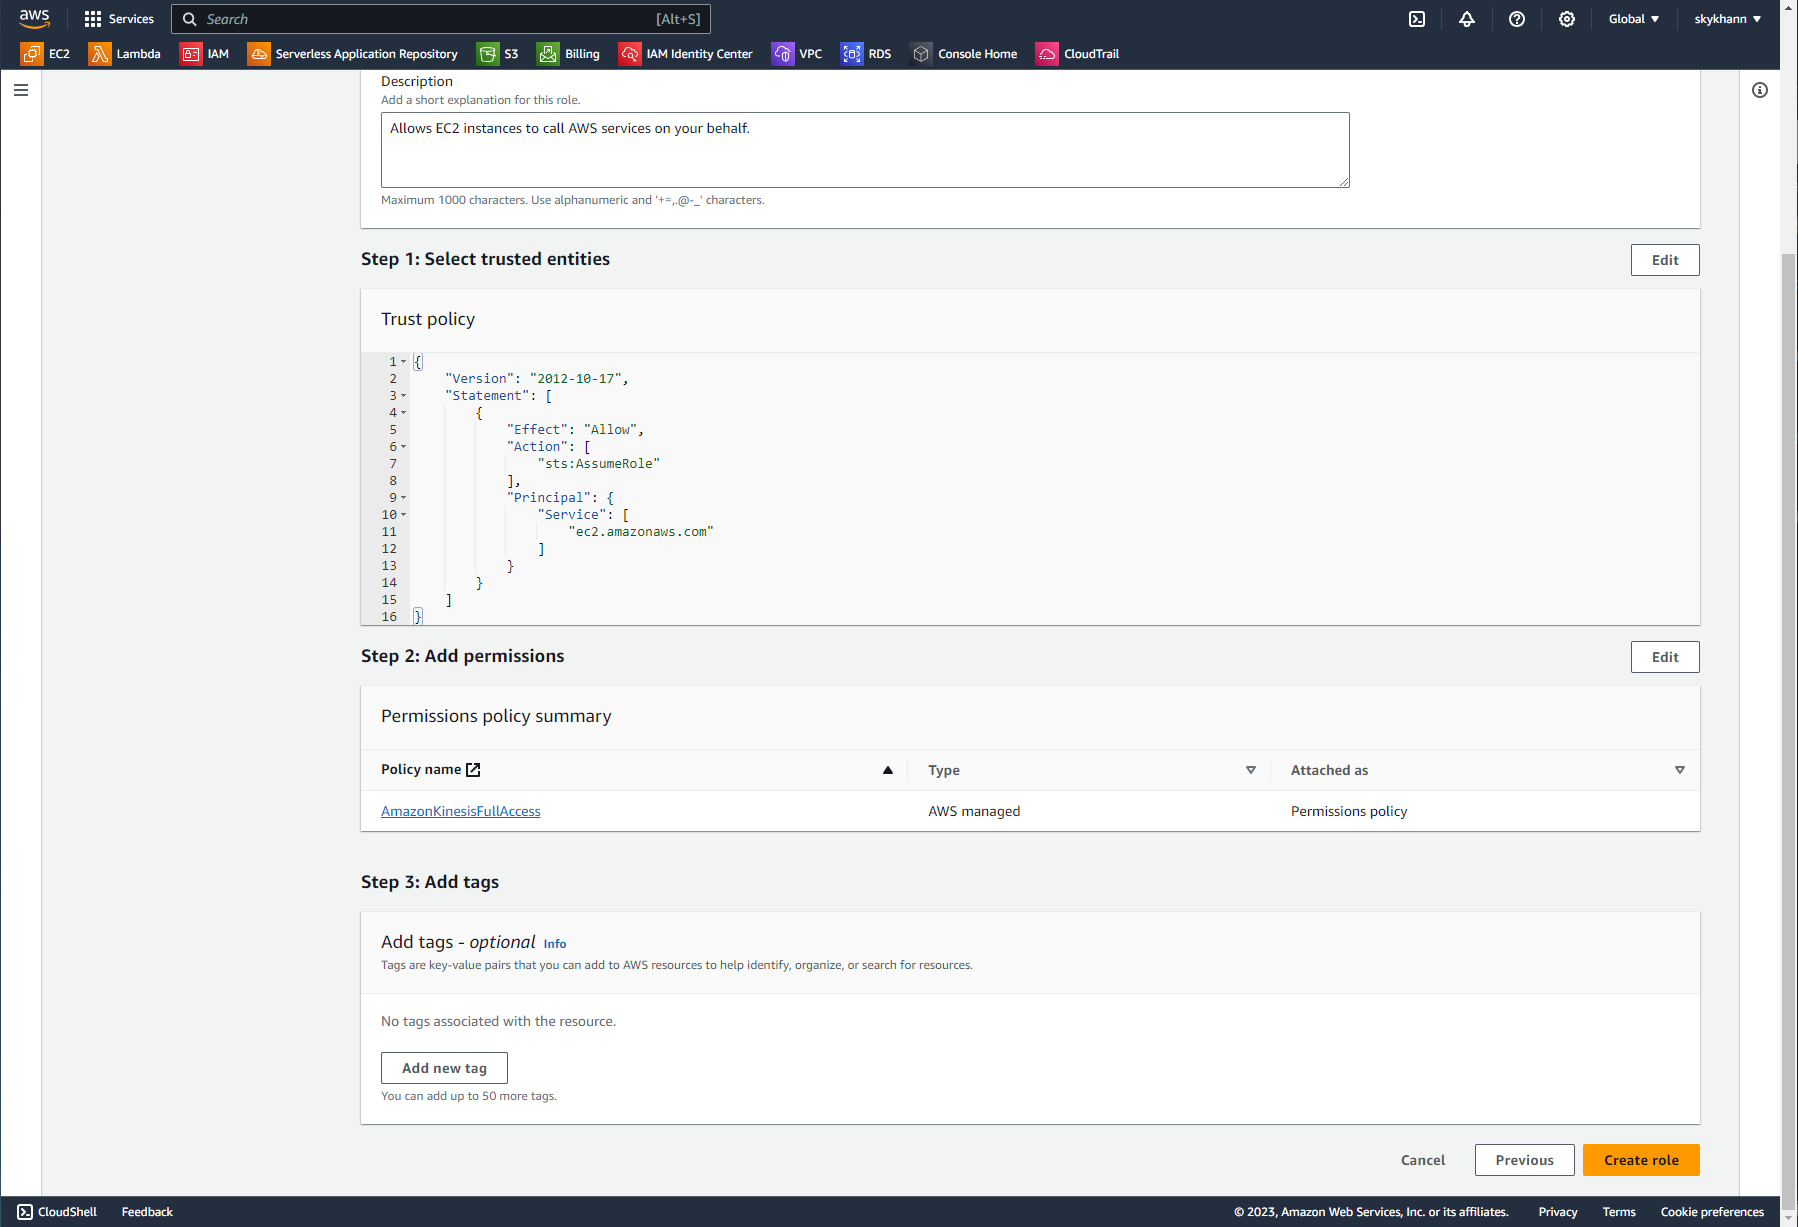 aws
Services
Search [Alt+S]
Global
skykhann
EC2
Lambda
IAM
Serverless Application Repository
S3
Billing
IAM Identity Center
VPC
RDS
Console Home
CloudTrail
Description
Add a short explanation for this role.
Allows EC2 instances to call AWS services on your behalf.
Maximum 1000 characters. Use alphanumeric and '+=,.@-_' characters.
Step 1: Select trusted entities
Edit
Trust policy
1 {
2 "Version": "2012-10-17",
3 "Statement": [
4 {
5 "Effect": "Allow",
6 "Action": [
7 "sts:AssumeRole"
8 ],
9 "Principal": {
10 "Service": [
11 "ec2.amazonaws.com"
12 ]
13 }
14 }
15 ]
16 }
Step 2: Add permissions
Edit
Permissions policy summary
Policy name
Type
Attached as
AmazonKinesisFullAccess
AWS managed
Permissions policy
Step 3: Add tags
Add tags - optional Info
Tags are key-value pairs that you can add to AWS resources to help identify, organize, or search for resources.
No tags associated with the resource.
Add new tag
You can add up to 50 more tags.
Cancel
Previous
Create role
CloudShell
Feedback
© 2023, Amazon Web Services, Inc. or its affiliates.
Privacy
Terms
Cookie preferences